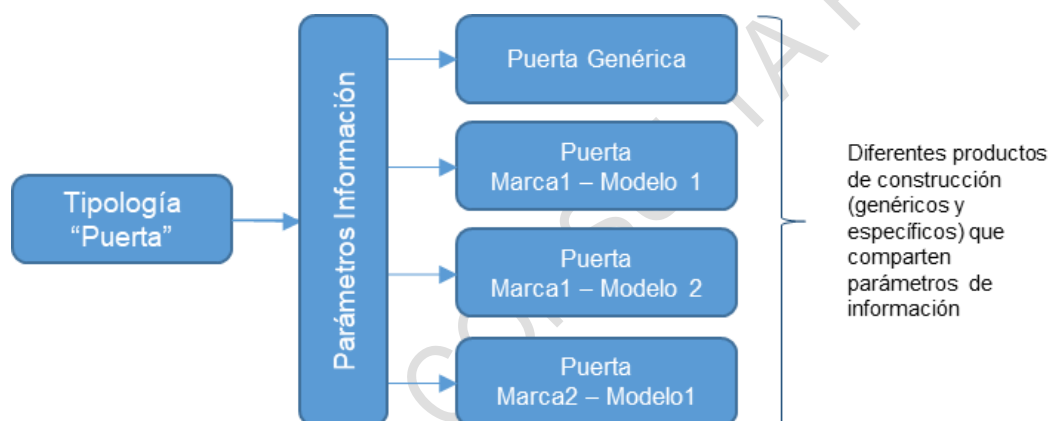 Tipología
“Puerta”
Parámetros Información
Puerta Genérica
Puerta
Marca1 – Modelo 1
Puerta
Marca1 – Modelo 2
Puerta
Marca2 – Modelo1
Diferentes productos
de construcción
(genéricos y
específicos) que
comparten
parámetros de
información